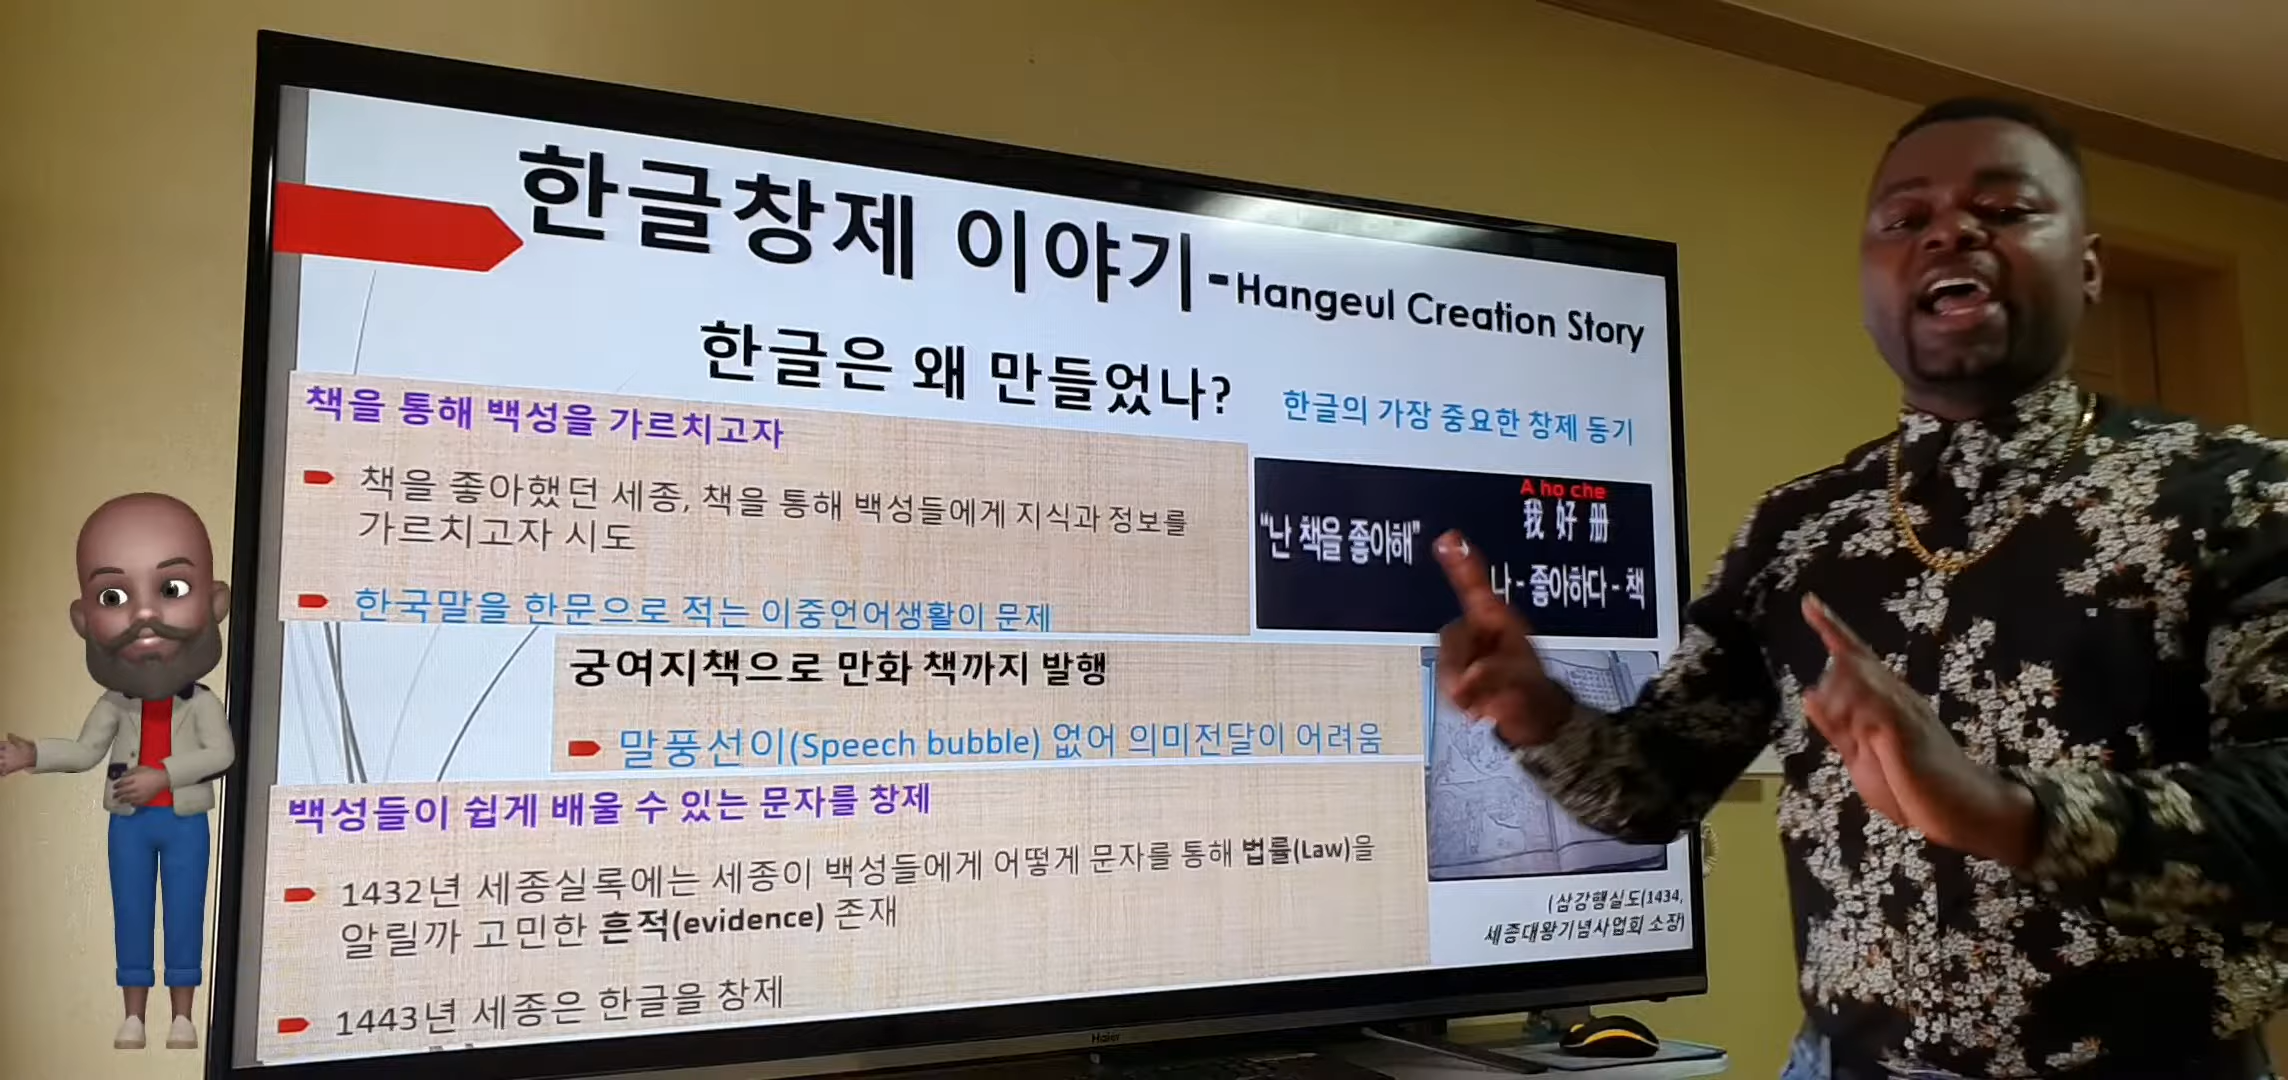 한글창제 이야기-Hangeul Creation Story
한글은 왜 만들었나?
한글의 가장 중요한 창제 동기
책을 통해 백성을 가르치고자
책을 좋아했던 세종, 책을 통해 백성들에게 지식과 정보를
가르치고자 시도
한국말을 한문으로 적는 이중언어생활이 문제
A ho che
我 好 册
“난 책을 좋아해”
나 - 좋아하다 - 책
궁여지책으로 만화 책까지 발행
말풍선이(Speech bubble) 없어 의미전달이 어려움
백성들이 쉽게 배울 수 있는 문자를 창제
1432년 세종실록에는 세종이 백성들에게 어떻게 문자를 통해 법률(Law)을
알릴까 고민한 흔적(evidence) 존재
1443년 세종은 한글을 창제
(삼강행실도(1434,
세종대왕기념사업회 소장)
Haier